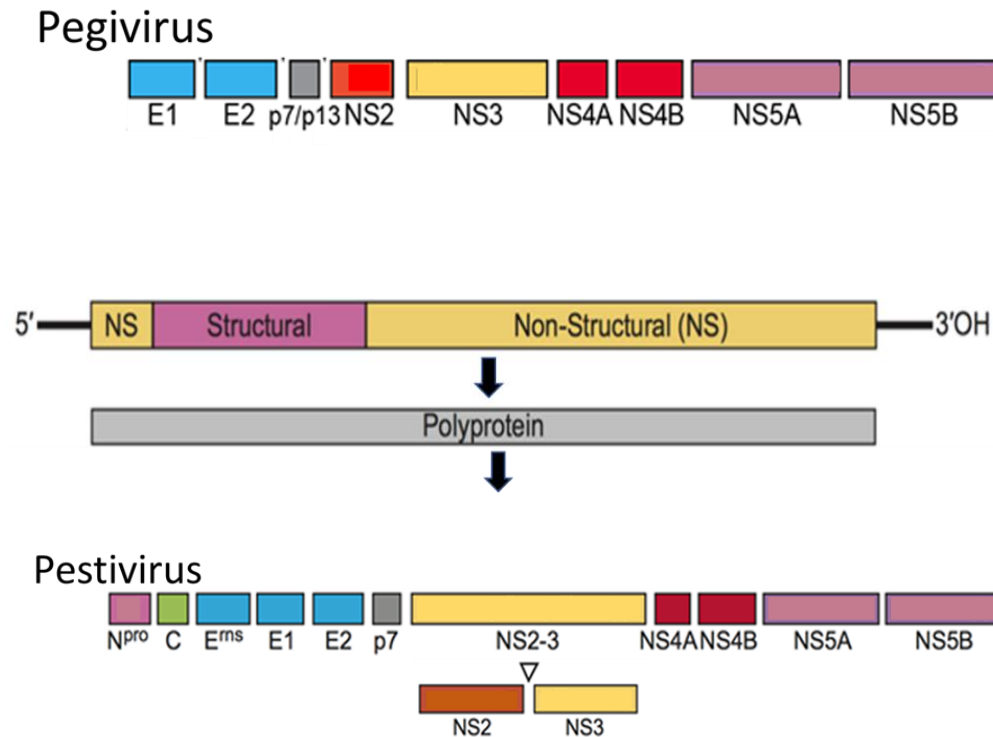 Pegivirus
E1 E2 p7/p13 NS2 NS3 NS4A NS4B NS5A NS5B
5′ NS Structural Non-Structural (NS) 3′OH
Polyprotein
Pestivirus
Npro C Erns E1 E2 p7 NS2-3 NS4A NS4B NS5A NS5B
NS2 NS3